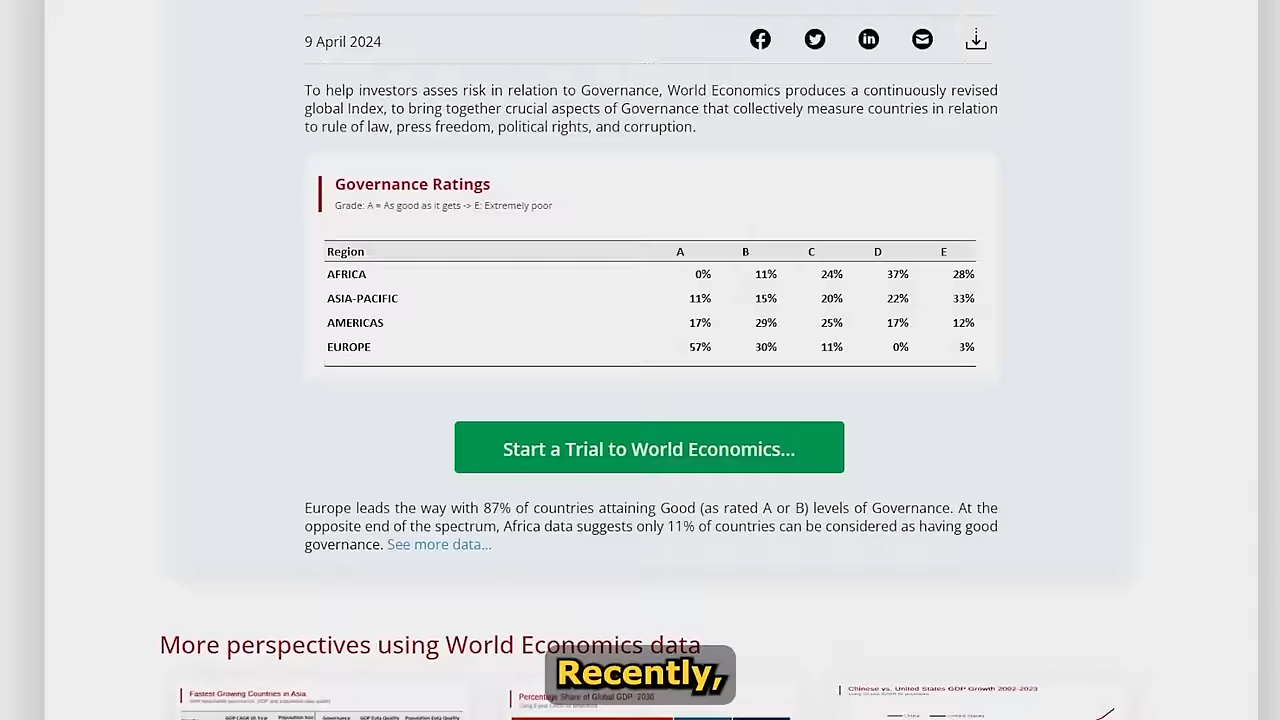 9 April 2024
To help investors asses risk in relation to Governance, World Economics produces a continuously revised
global Index, to bring together crucial aspects of Governance that collectively measure countries in relation
to rule of law, press freedom, political rights, and corruption.
Governance Ratings
Grade: A = As good as it gets -> E: Extremely poor
Region A B C D E
AFRICA 0% 11% 24% 37% 28%
ASIA-PACIFIC 11% 15% 20% 22% 33%
AMERICAS 17% 29% 25% 17% 12%
EUROPE 57% 30% 11% 0% 3%
Start a Trial to World Economics...
Europe leads the way with 87% of countries attaining Good (as rated A or B) levels of Governance. At the
opposite end of the spectrum, Africa data suggests only 11% of countries can be considered as having good
governance. See more data...
More perspectives using World Economics data
Recently,
Fastest Growing Countries in Asia.
Percentage Share of Global GDP 2030
Chinese vs. United States GDP Growth 2002-2023